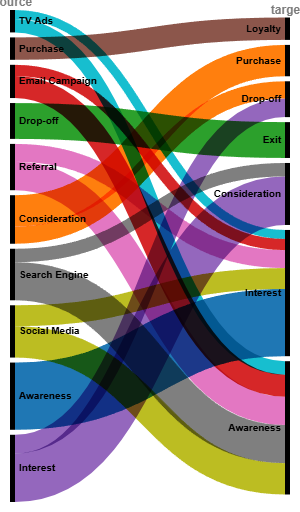 ource
targe
TV Ads
Purchase
Email Campaign
Drop-off
Referral
Consideration
Search Engine
Social Media
Awareness
Interest
Loyalty
Purchase
Drop-off
Exit
Consideration
Interest
Awareness